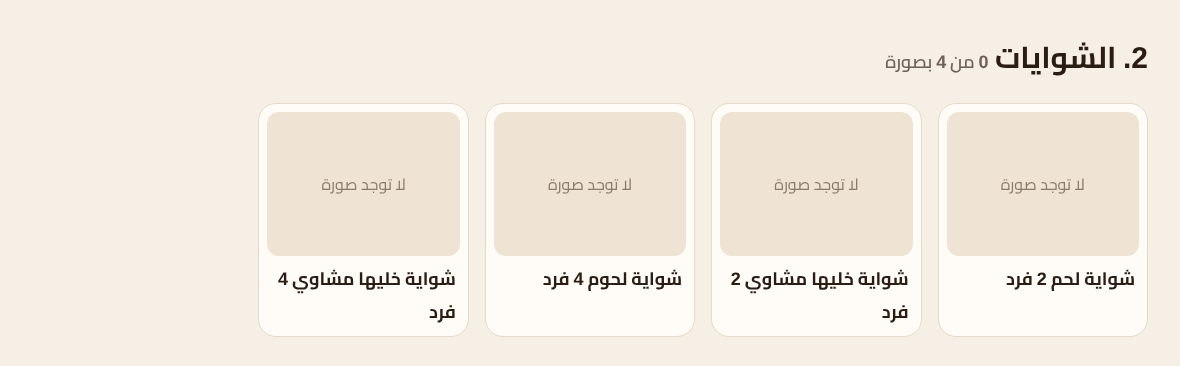 2. الشوايات 0 من 4 بصورة
لا توجد صورة
شواية لحم 2 فرد
لا توجد صورة
شواية خليها مشاوي 2
فرد
لا توجد صورة
شواية لحوم 4 فرد
لا توجد صورة
شواية خليها مشاوي 4
فرد